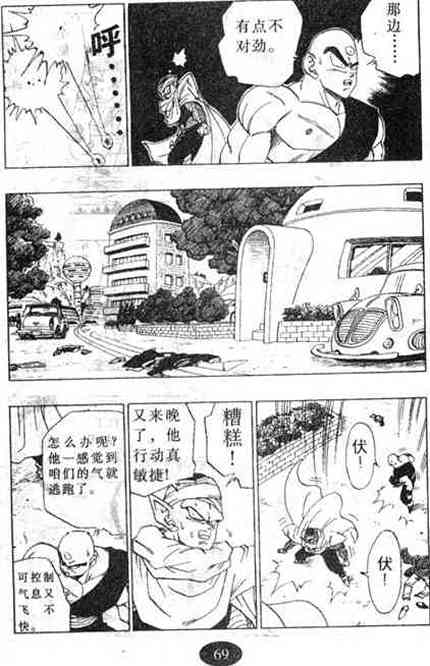 那边……
有点不
对劲。
呼……
伏！
伏！
糟糕！
又来晚
了，他
行动真
敏捷！
怎么办呢？
他一感觉到
咱们的气就
逃跑了。
可控制
气息又
飞不
快。
69